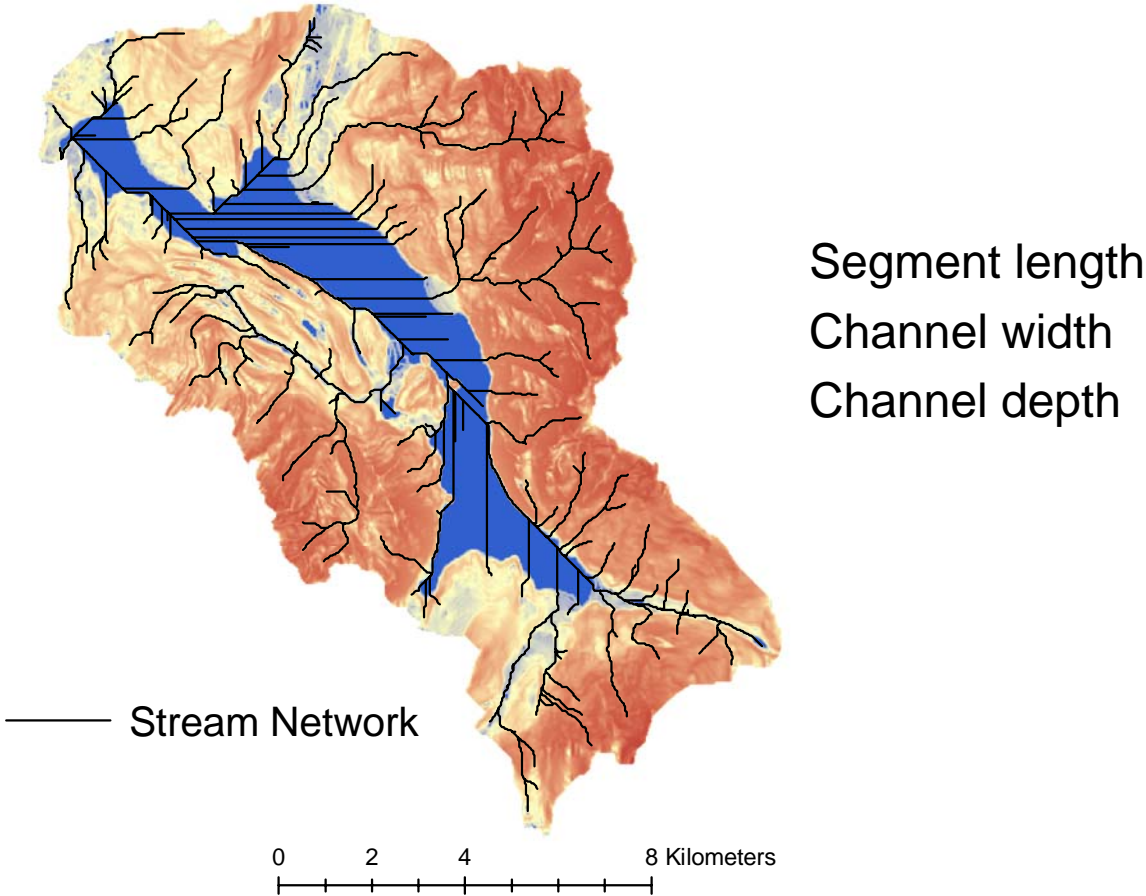 Segment length
Channel width
Channel depth
Stream Network
0 2 4 8 Kilometers